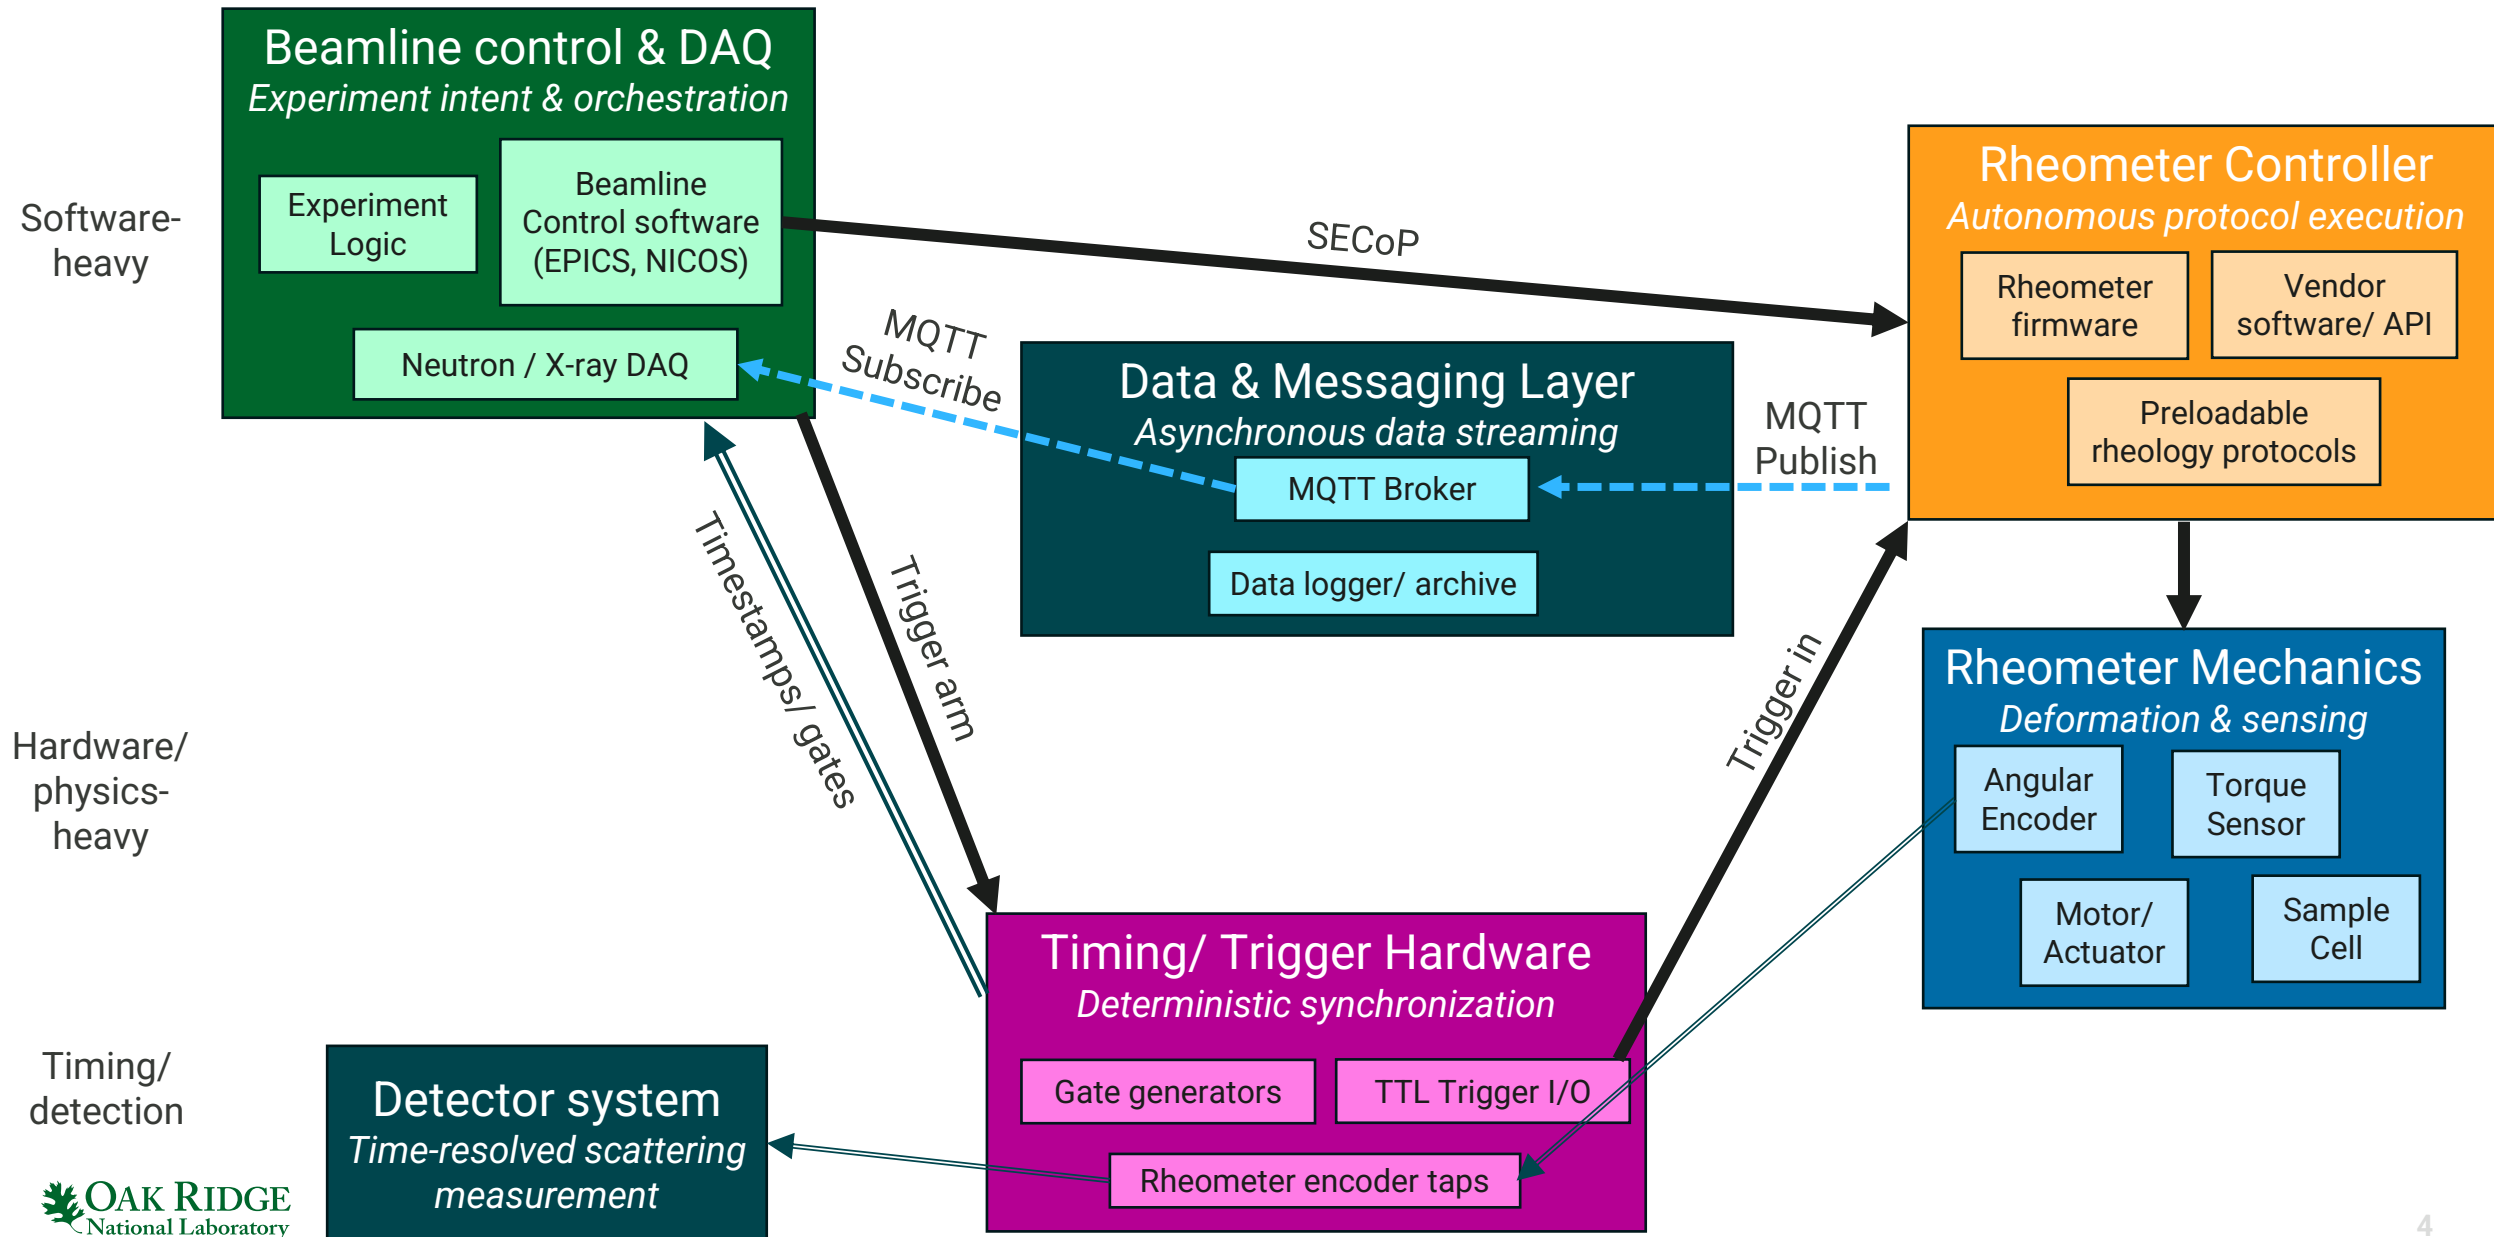 Beamline control & DAQ
Experiment intent & orchestration
Experiment
Logic
Beamline
Control software
(EPICS, NICOS)
Neutron / X-ray DAQ
Software-
heavy
SECoP
Rheometer Controller
Autonomous protocol execution
Rheometer
firmware
Vendor
software/ API
Preloadable
rheology protocols
MQTT
Subscribe
Data & Messaging Layer
Asynchronous data streaming
MQTT Broker
Data logger/ archive
MQTT
Publish
Timestamps/ gates
Trigger arm
Trigger in
Hardware/
physics-
heavy
Rheometer Mechanics
Deformation & sensing
Angular
Encoder
Torque
Sensor
Motor/
Actuator
Sample
Cell
Timing/ Trigger Hardware
Deterministic synchronization
Gate generators
TTL Trigger I/O
Rheometer encoder taps
Timing/
detection
Detector system
Time-resolved scattering
measurement
OAK RIDGE
National Laboratory
4